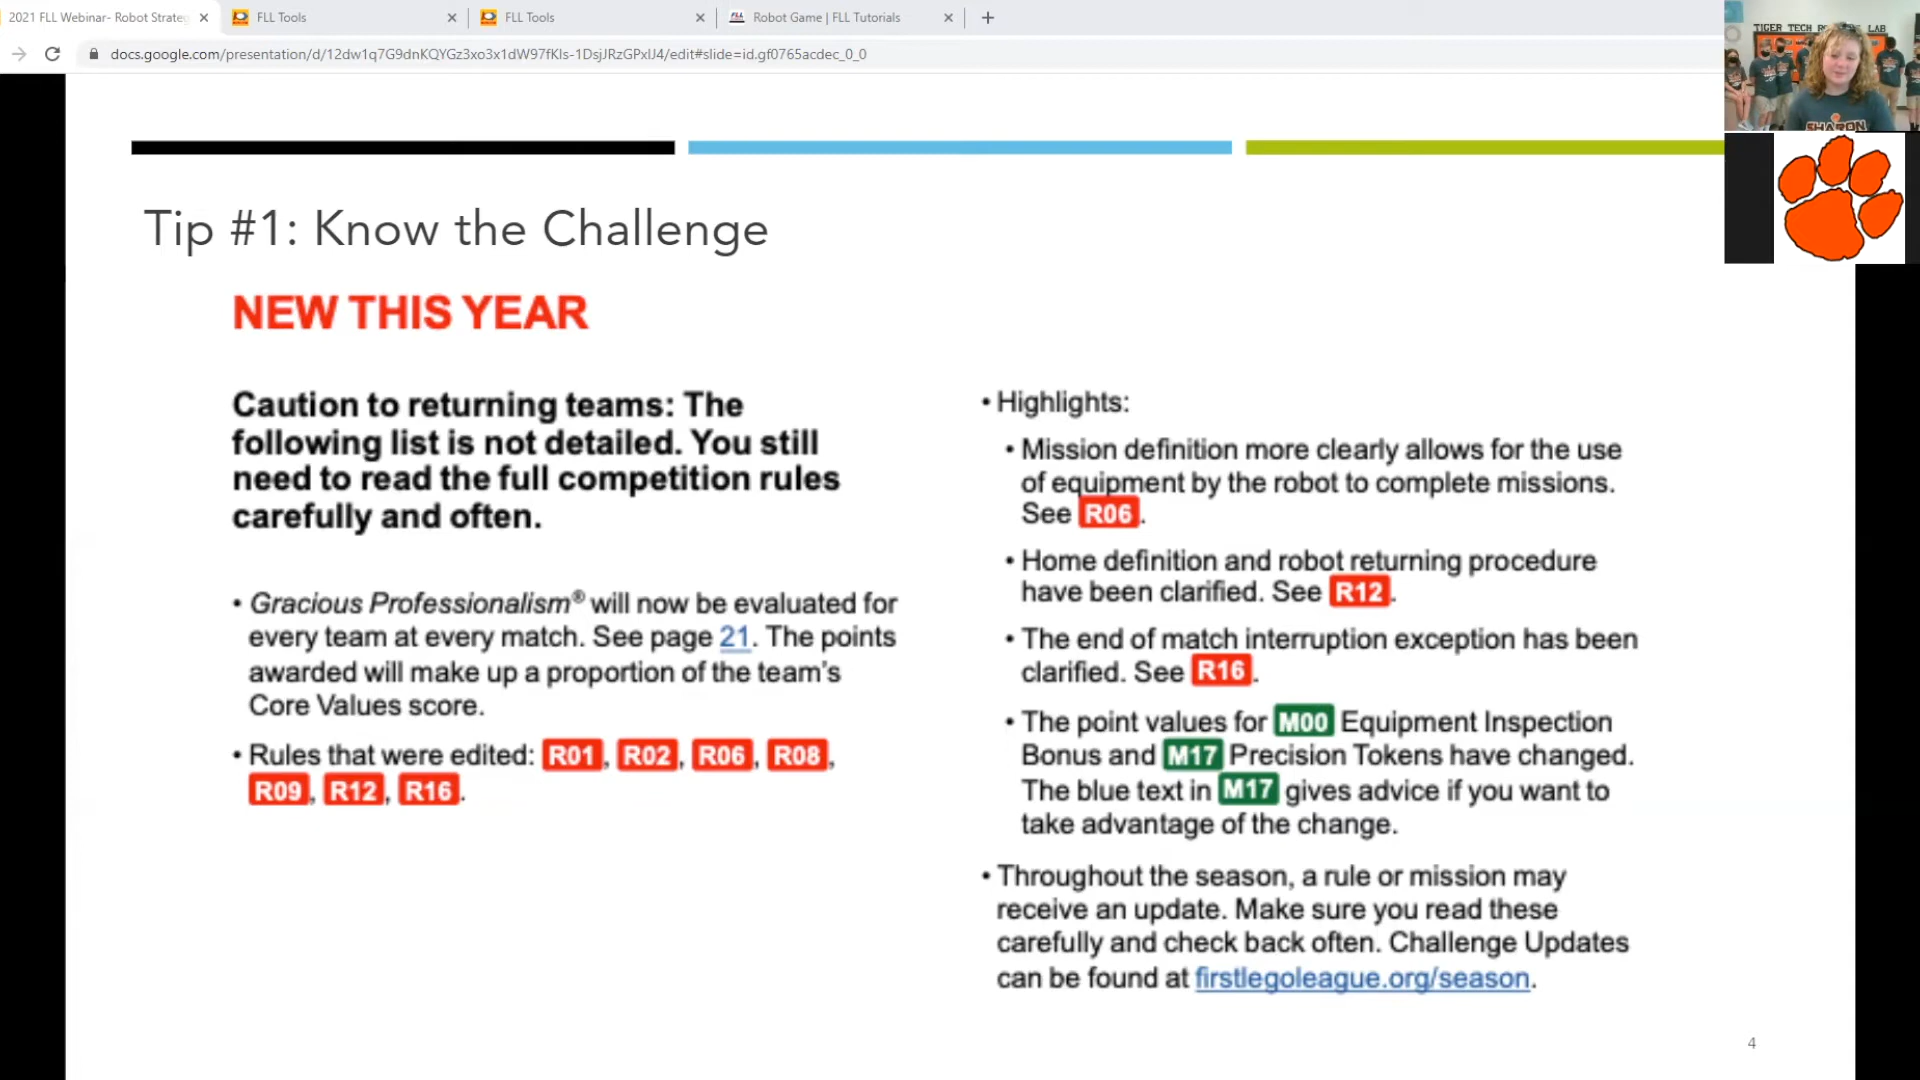 2021 FLL Webinar- Robot Strateg
FLL Tools
FLL Tools
Robot Game | FLL Tutorials
docs.google.com/presentation/d/12dw1q7G9dnKQYGz3xo3x1dW97fKls-1DsjJRzGPxlJ4/edit#slide=id.gf0765acdec_0_0
TIGER TECH LAB
SHARON
Tip #1: Know the Challenge
NEW THIS YEAR
Caution to returning teams: The
following list is not detailed. You still
need to read the full competition rules
carefully and often.
• Gracious Professionalism® will now be evaluated for
every team at every match. See page 21. The points
awarded will make up a proportion of the team's
Core Values score.
• Rules that were edited: R01, R02, R06, R08,
R09, R12, R16.
• Highlights:
• Mission definition more clearly allows for the use
of equipment by the robot to complete missions.
See R06.
• Home definition and robot returning procedure
have been clarified. See R12.
• The end of match interruption exception has been
clarified. See R16.
• The point values for M00 Equipment Inspection
Bonus and M17 Precision Tokens have changed.
The blue text in M17 gives advice if you want to
take advantage of the change.
• Throughout the season, a rule or mission may
receive an update. Make sure you read these
carefully and check back often. Challenge Updates
can be found at firstlegoleague.org/season.
4